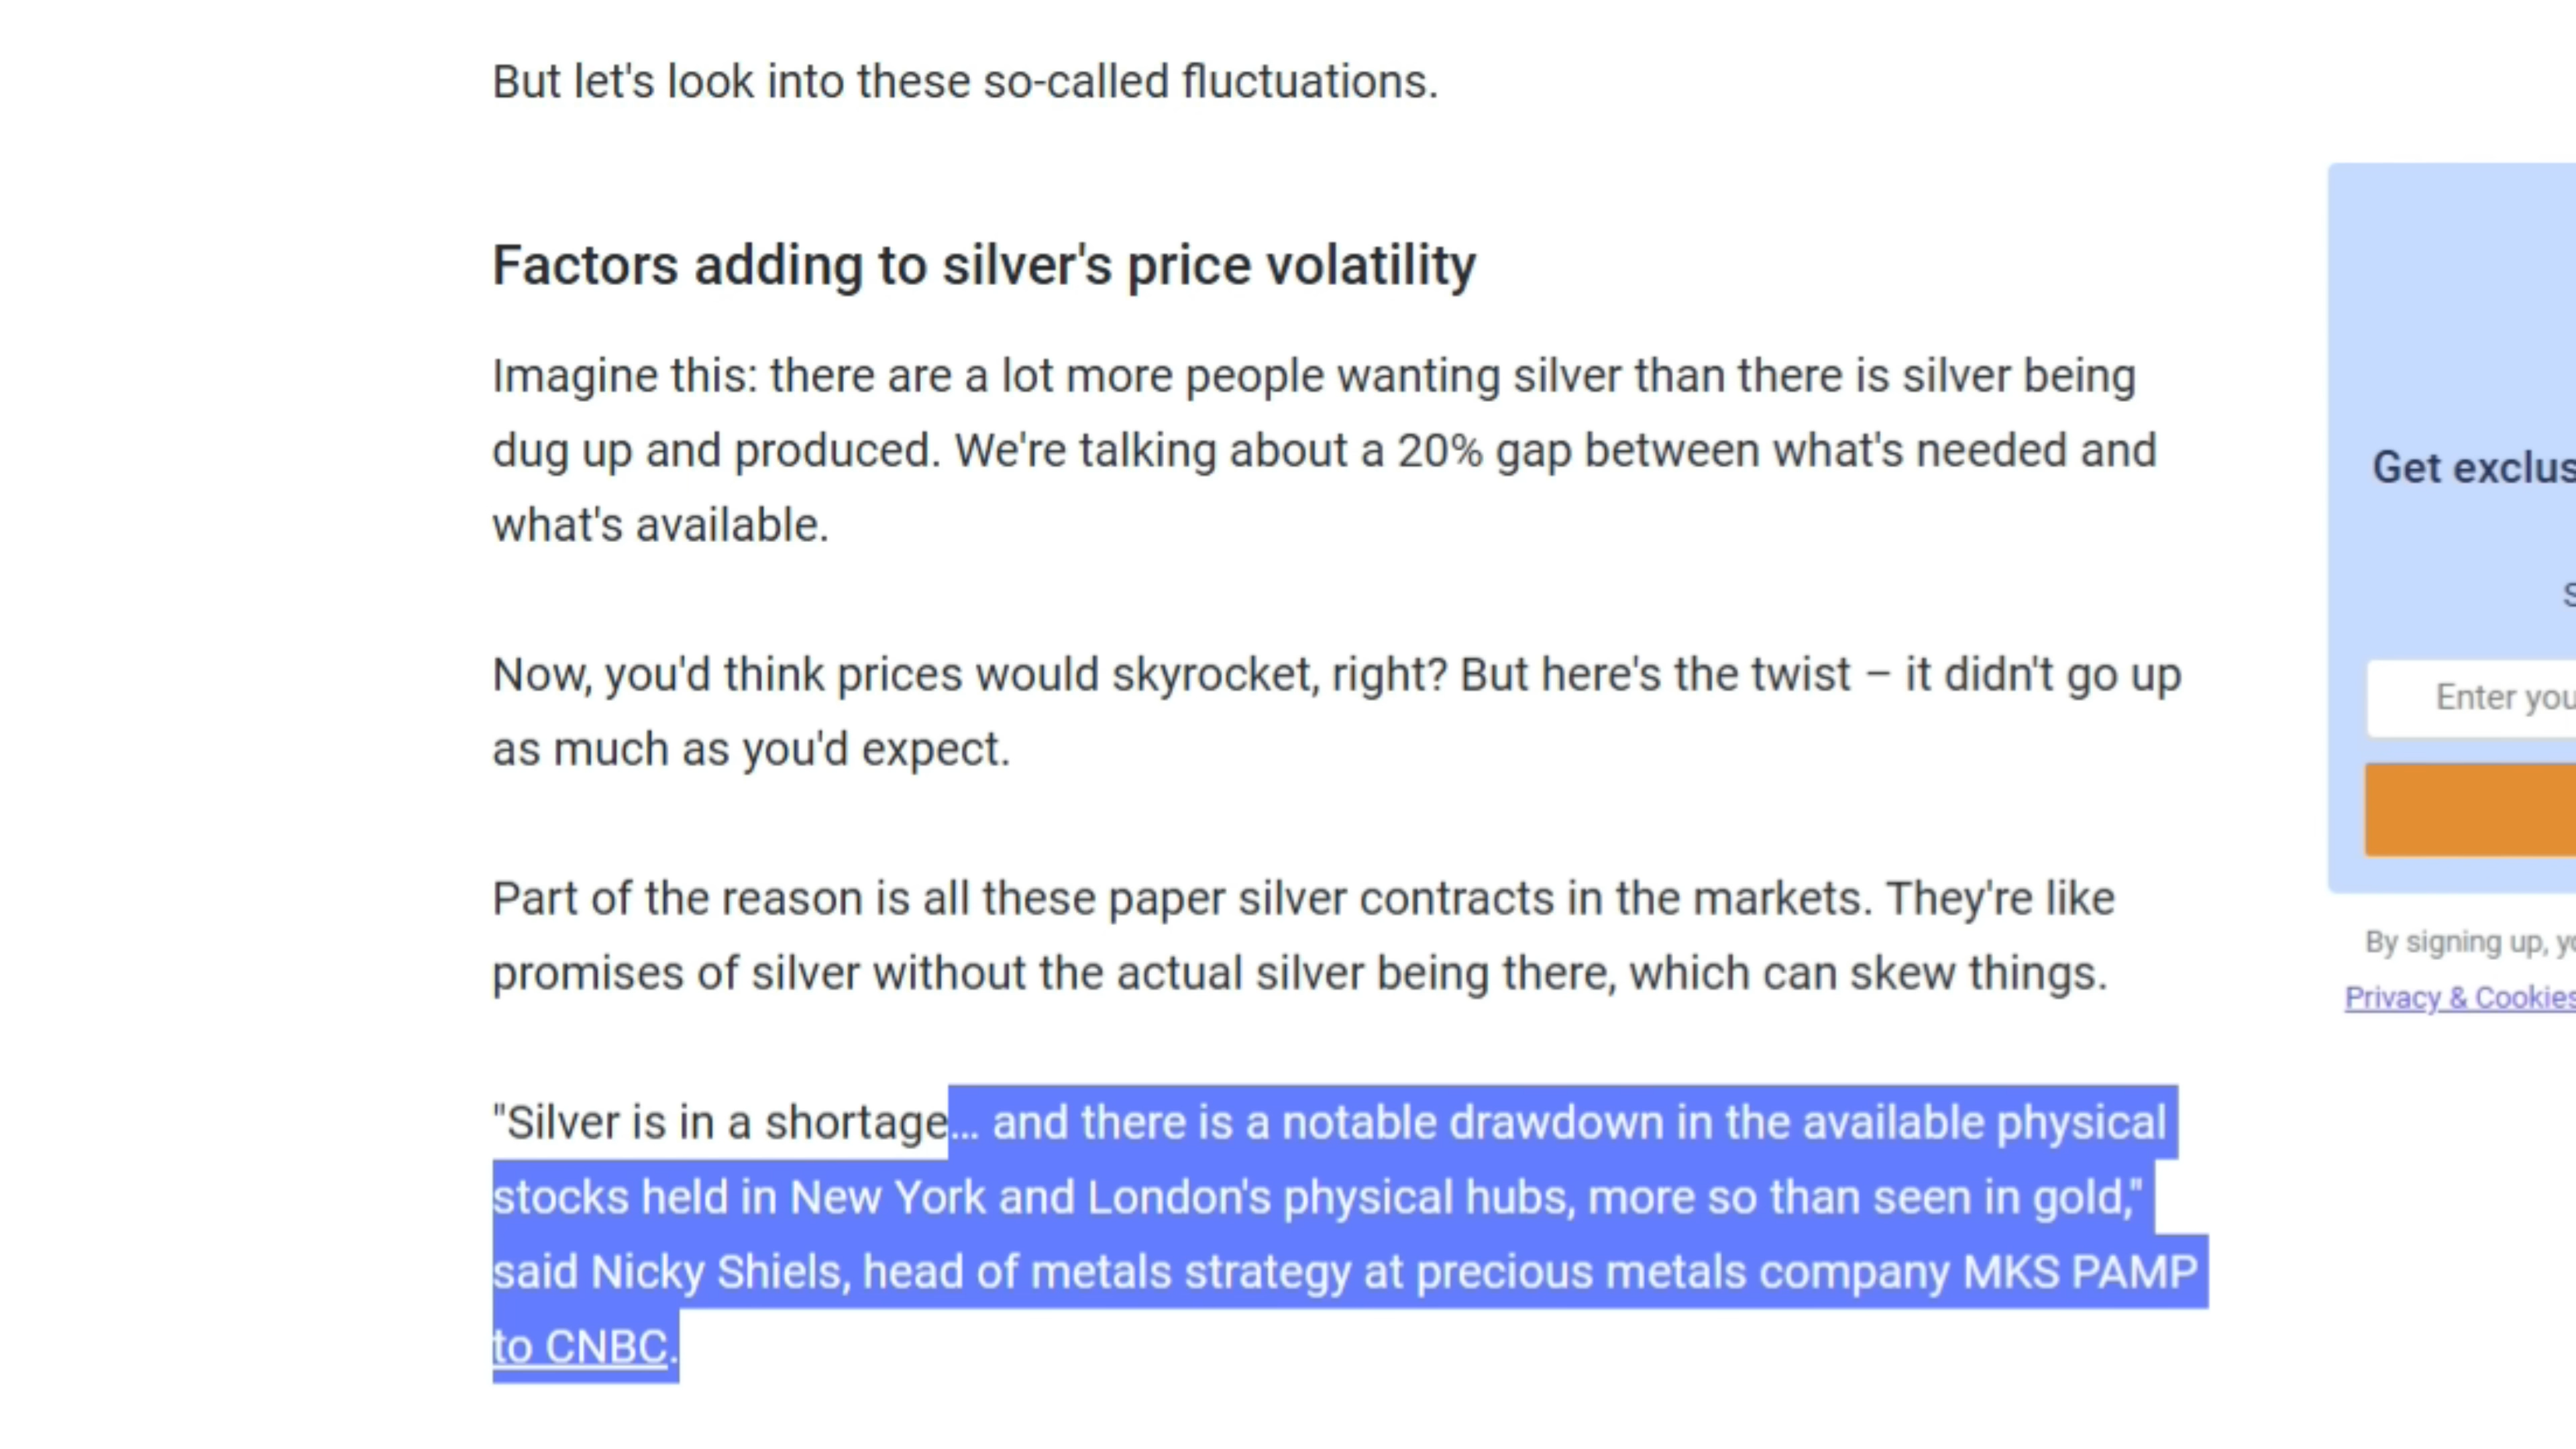 But let's look into these so-called fluctuations.
Factors adding to silver's price volatility
Imagine this: there are a lot more people wanting silver than there is silver being
dug up and produced. We're talking about a 20% gap between what's needed and
what's available.
Now, you'd think prices would skyrocket, right? But here's the twist – it didn't go up
as much as you'd expect.
Part of the reason is all these paper silver contracts in the markets. They're like
promises of silver without the actual silver being there, which can skew things.
"Silver is in a shortage… and there is a notable drawdown in the available physical
stocks held in New York and London's physical hubs, more so than seen in gold,"
said Nicky Shiels, head of metals strategy at precious metals company MKS PAMP
to CNBC.
Get exclus
Enter you
By signing up, yo
Privacy & Cookies